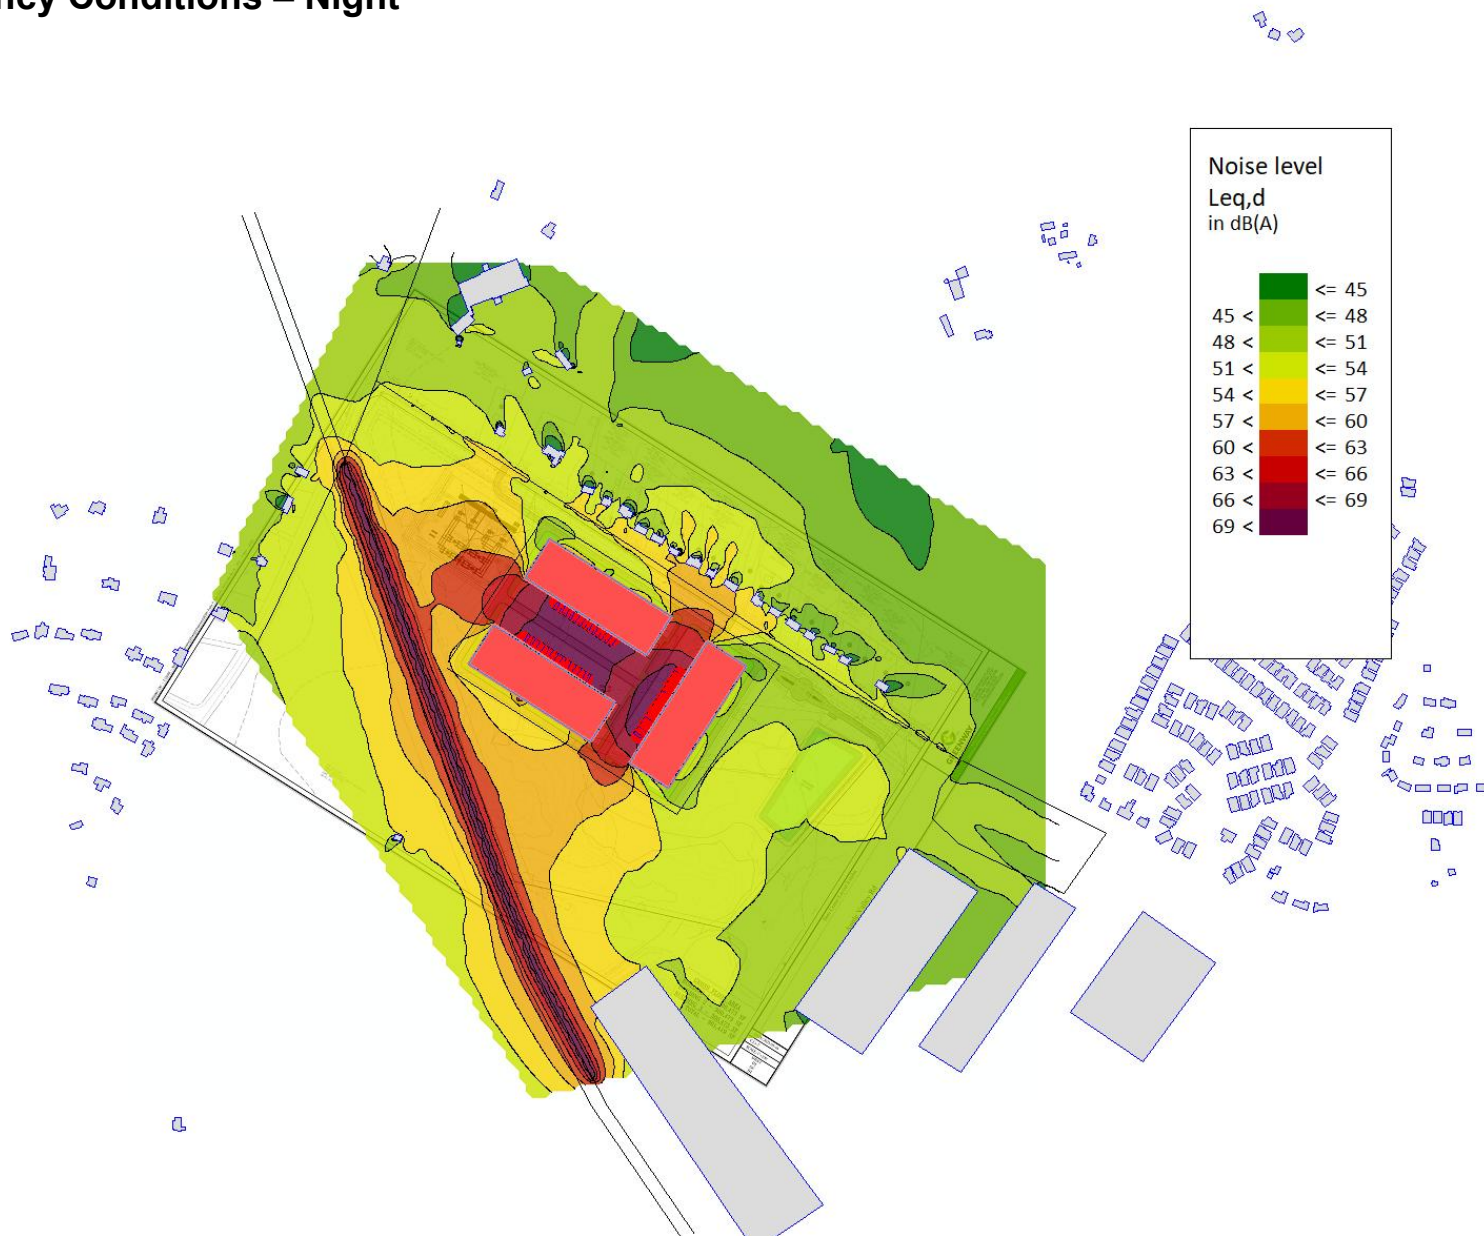 ncy Conditions – Night
Noise level
Leq,d
in dB(A)
<= 45
45 < <= 48
48 < <= 51
51 < <= 54
54 < <= 57
57 < <= 60
60 < <= 63
63 < <= 66
66 < <= 69
69 <
GREENWAY